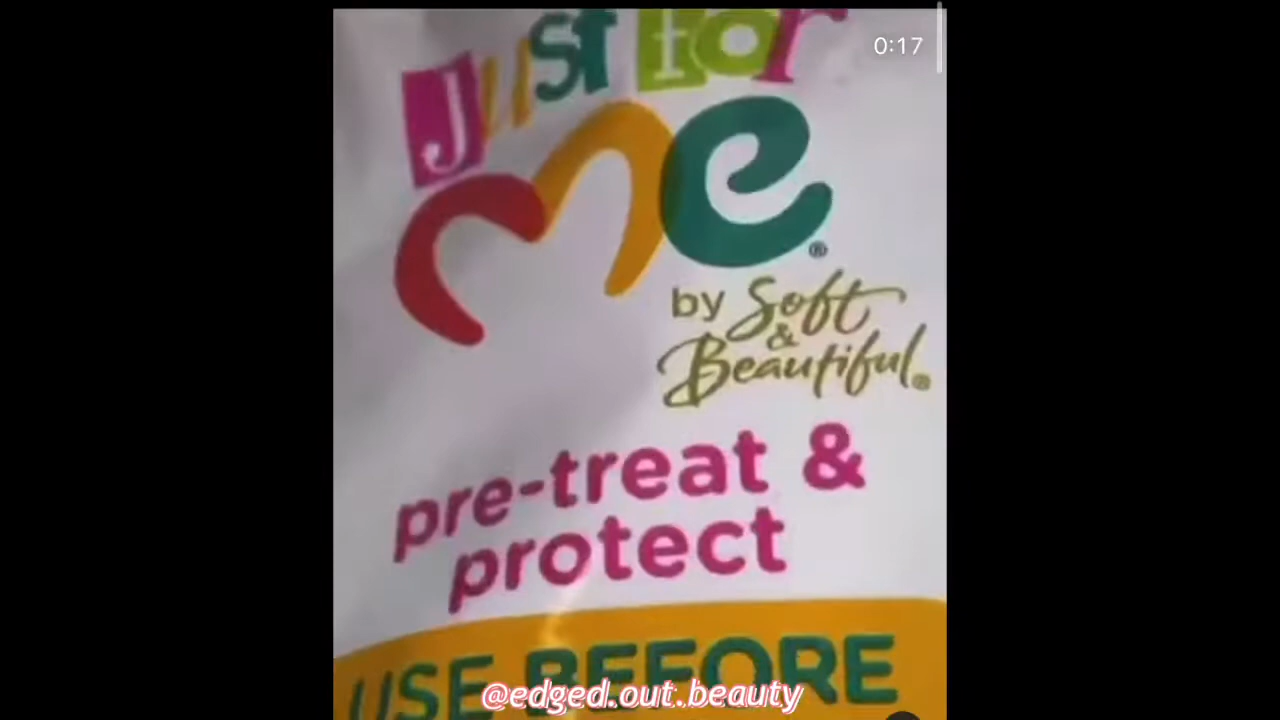 0:17
Just for
me®
by Soft
&
Beautiful®
pre-treat &
protect
USE BEFORE
@edged.out.beauty